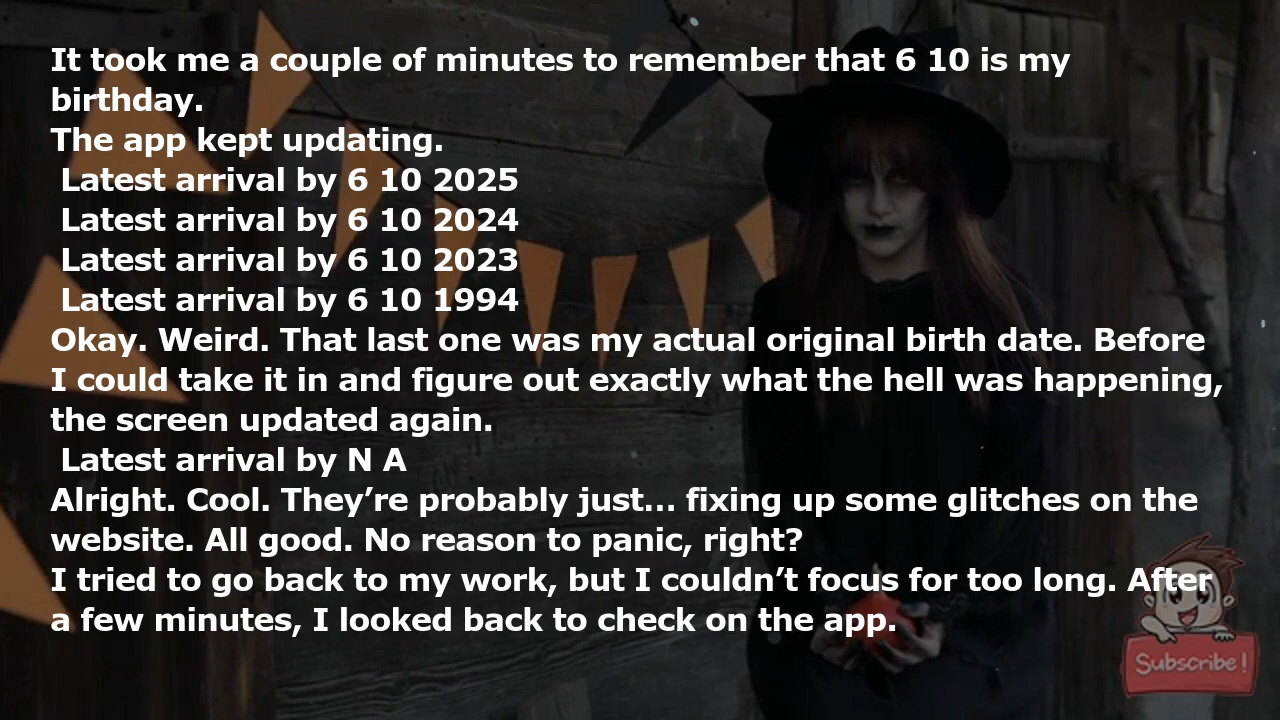 It took me a couple of minutes to remember that 6 10 is my
birthday.
The app kept updating.
Latest arrival by 6 10 2025
Latest arrival by 6 10 2024
Latest arrival by 6 10 2023
Latest arrival by 6 10 1994
Okay. Weird. That last one was my actual original birth date. Before
I could take it in and figure out exactly what the hell was happening,
the screen updated again.
Latest arrival by N A
Alright. Cool. They’re probably just... fixing up some glitches on the
website. All good. No reason to panic, right?
I tried to go back to my work, but I couldn’t focus for too long. After
a few minutes, I looked back to check on the app.
Subscribe!